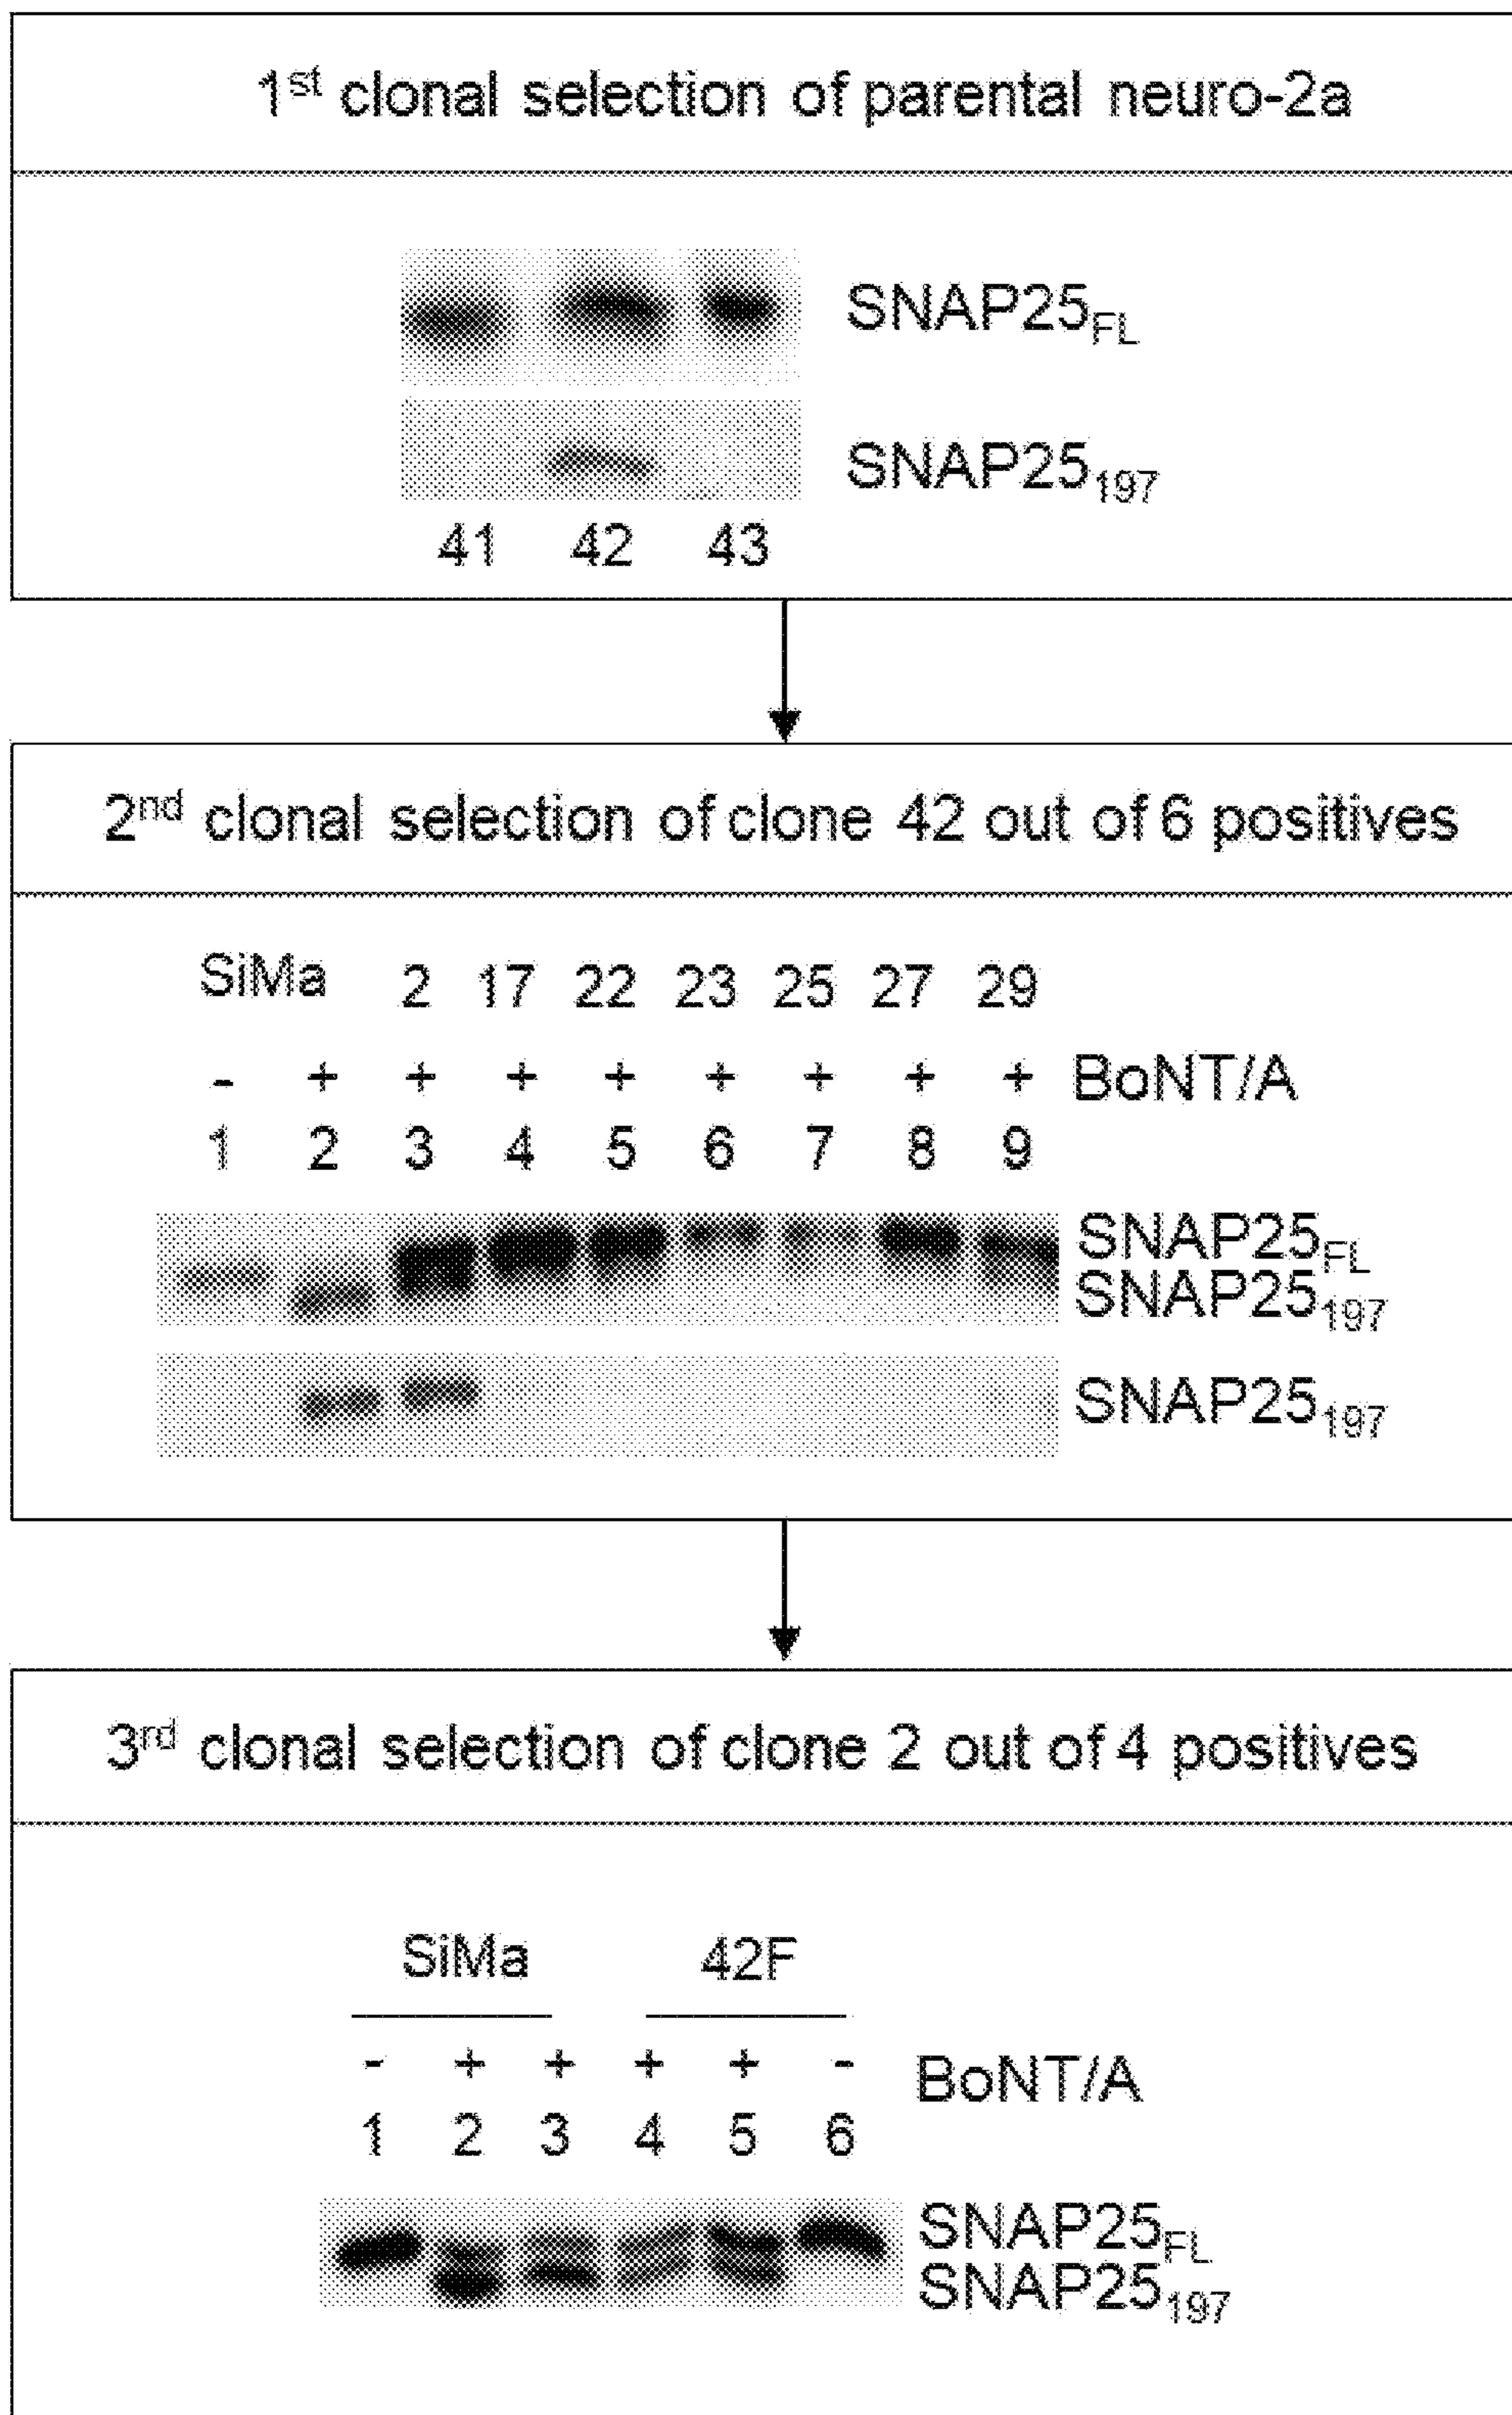 1st clonal selection of parental neuro-2a
SNAP25FL
SNAP25197
41 42 43
2nd clonal selection of clone 42 out of 6 positives
SiMa 2 17 22 23 25 27 29
- + + + + + + + + BoNT/A
1 2 3 4 5 6 7 8 9
SNAP25FL
SNAP25197
SNAP25197
3rd clonal selection of clone 2 out of 4 positives
SiMa 42F
- + + + + - BoNT/A
1 2 3 4 5 6
SNAP25FL
SNAP25197